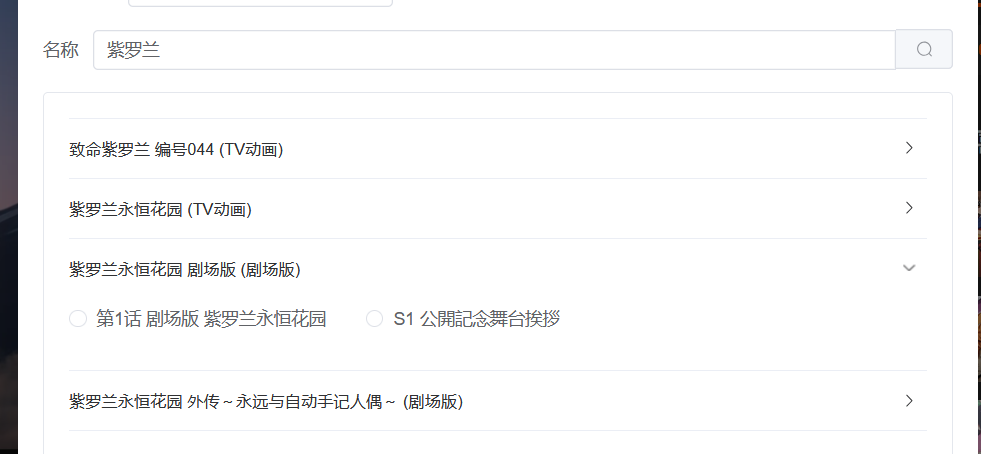 名称 紫罗兰
致命紫罗兰 编号044 (TV动画)
紫罗兰永恒花园 (TV动画)
紫罗兰永恒花园 剧场版 (剧场版)
第1话 剧场版 紫罗兰永恒花园 S1 公開記念舞台挨拶
紫罗兰永恒花园 外传～永远与自动手记人偶～ (剧场版)